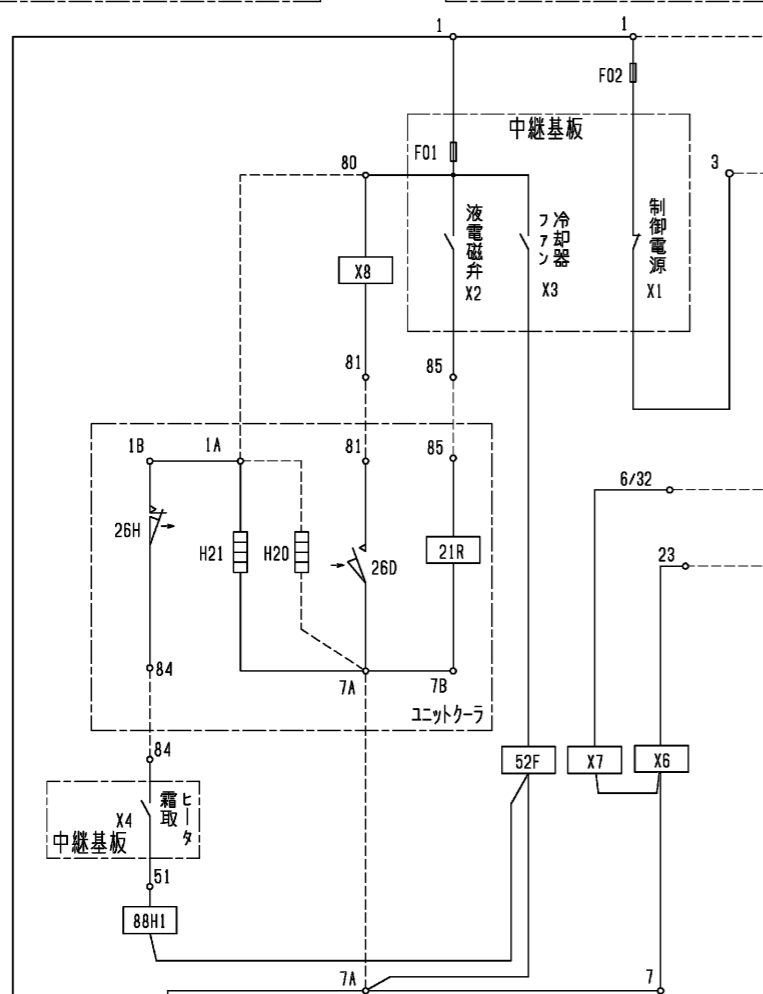 1
1
F02
中継基板
F01
80
3
液電磁弁
X2
冷却器
ファン
X3
制御電源
X1
X8
81
85
1B
1A
81
85
6/32
26H
H21
H20
26D
21R
23
84
7A
7B
ユニットクーラ
84
52F
X7
X6
X4
霜取
ヒータ
中継基板
51
88H1
7A
7